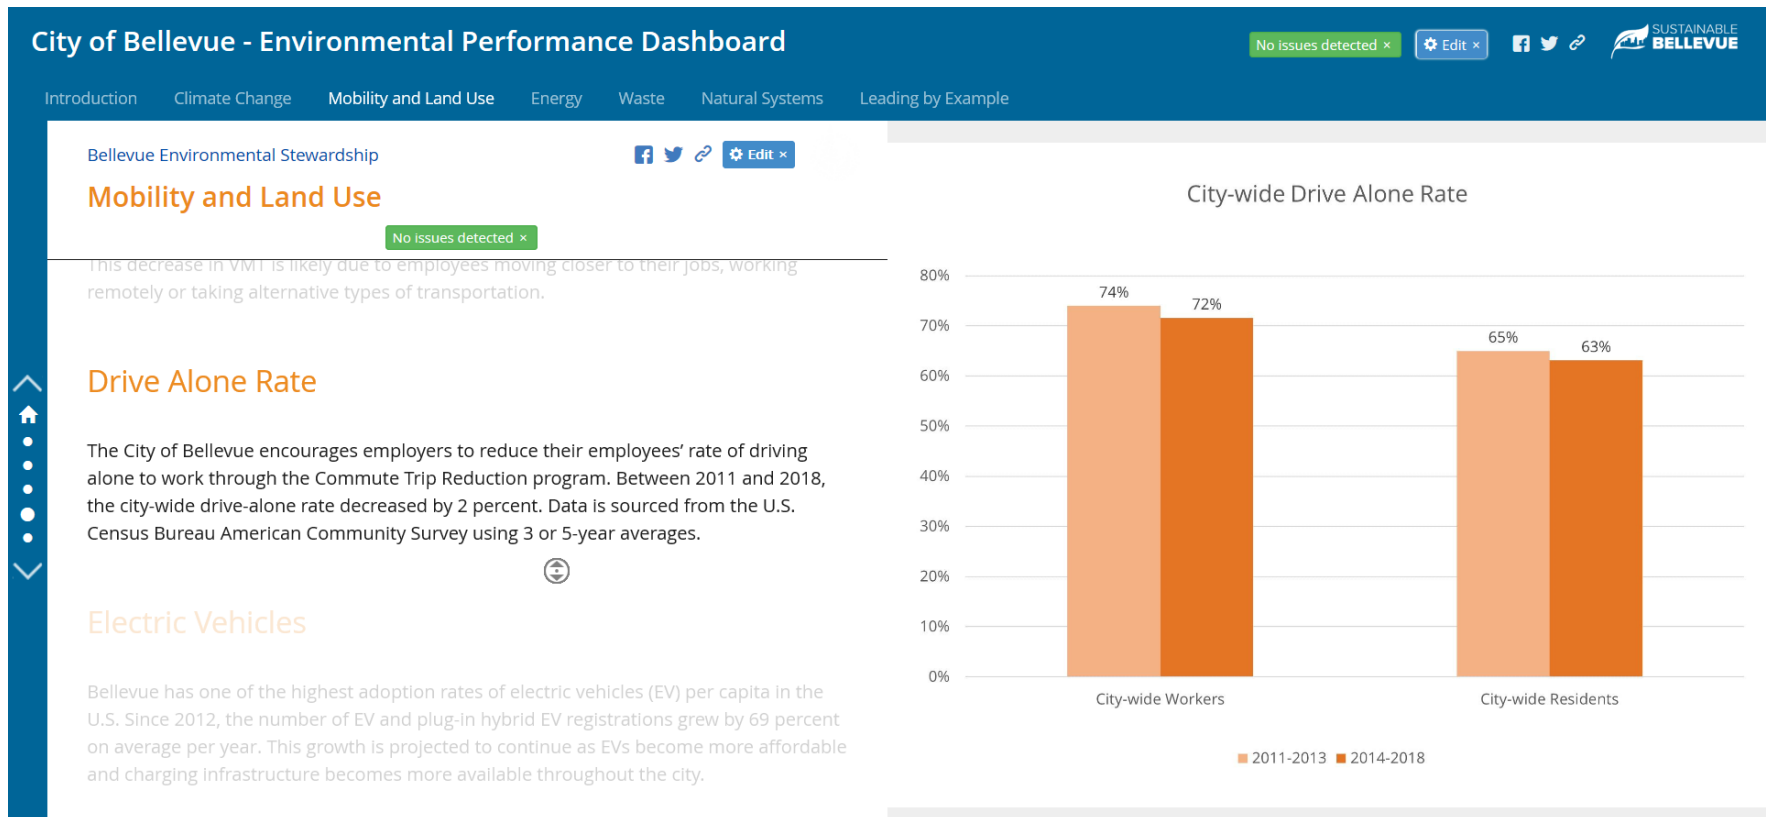 City of Bellevue - Environmental Performance Dashboard
No issues detected ×
Edit ×
SUSTAINABLE
BELLEVUE
Introduction Climate Change Mobility and Land Use Energy Waste Natural Systems Leading by Example
Bellevue Environmental Stewardship
Edit ×
Mobility and Land Use
No issues detected ×
This decrease in VMT is likely due to employees moving closer to their jobs, working
remotely or taking alternative types of transportation.
Drive Alone Rate
The City of Bellevue encourages employers to reduce their employees’ rate of driving
alone to work through the Commute Trip Reduction program. Between 2011 and 2018,
the city-wide drive-alone rate decreased by 2 percent. Data is sourced from the U.S.
Census Bureau American Community Survey using 3 or 5-year averages.
Electric Vehicles
Bellevue has one of the highest adoption rates of electric vehicles (EV) per capita in the
U.S. Since 2012, the number of EV and plug-in hybrid EV registrations grew by 69 percent
on average per year. This growth is projected to continue as EVs become more affordable
and charging infrastructure becomes more available throughout the city.
City-wide Drive Alone Rate
80%
74%
72%
70%
65%
63%
60%
50%
40%
30%
20%
10%
0%
City-wide Workers
City-wide Residents
2011-2013 2014-2018